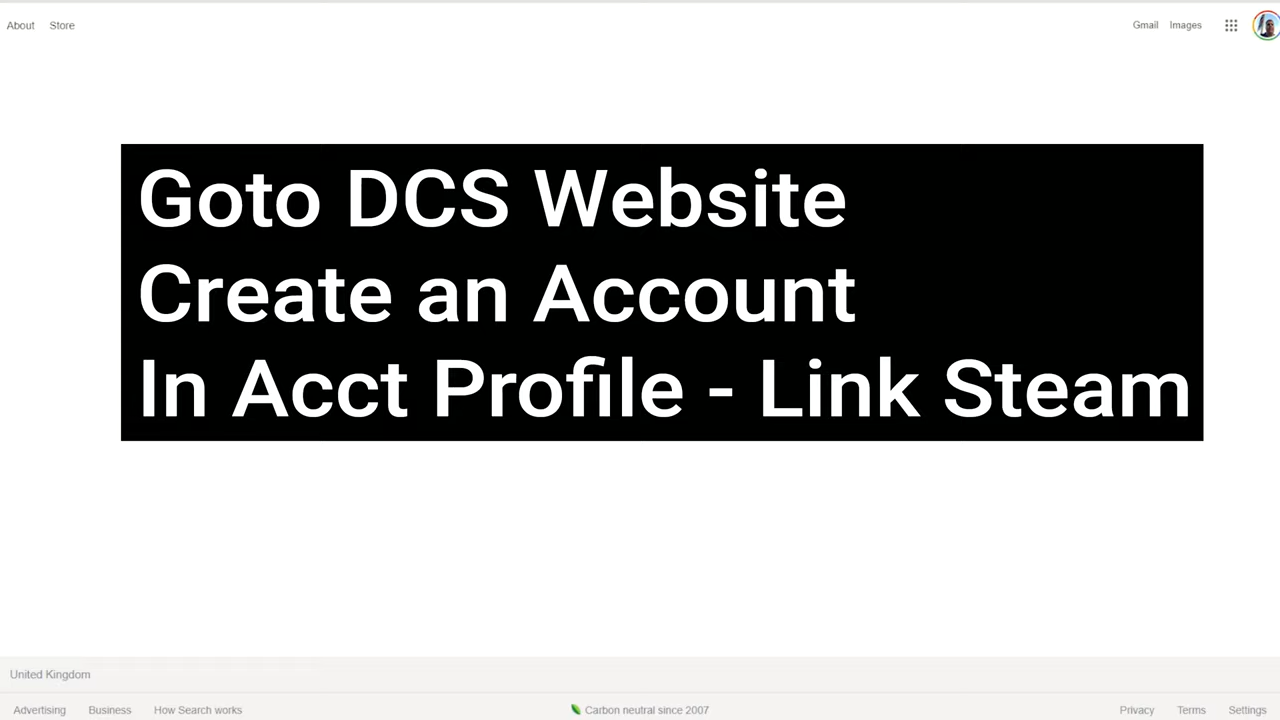 About Store
Gmail Images
Goto DCS Website
Create an Account
In Acct Profile - Link Steam
United Kingdom
Advertising Business How Search works
Carbon neutral since 2007
Privacy Terms Settings